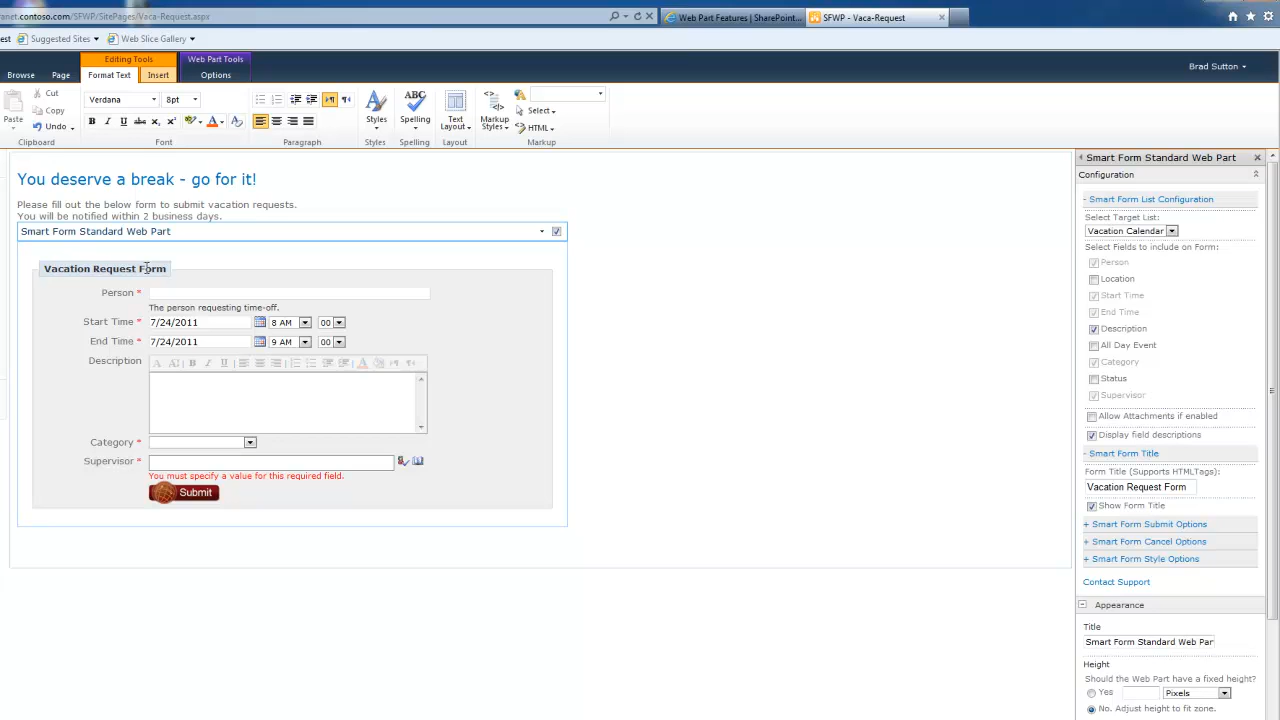 anet.contoso.com/SFWP/SitePages/Vaca-Request.aspx
Web Part Features | SharePoint...
SFWP - Vaca-Request
est
Suggested Sites
Web Slice Gallery
Editing Tools
Web Part Tools
Browse
Page
Format Text
Insert
Options
Brad Sutton
Cut
Copy
Undo
Paste
Clipboard
Verdana
8pt
B I U abc X₂ X²
Font
Paragraph
Styles
Styles
ABC
Spelling
Spelling
Text Layout
Layout
Markup Styles
Select
HTML
Markup
You deserve a break - go for it!
Please fill out the below form to submit vacation requests.
You will be notified within 2 business days.
Smart Form Standard Web Part
Vacation Request Form
Person *
The person requesting time-off.
Start Time * 7/24/2011 8 AM 00
End Time * 7/24/2011 9 AM 00
Description
B I U
Category *
Supervisor *
You must specify a value for this required field.
Submit
Smart Form Standard Web Part
Configuration
- Smart Form List Configuration
Select Target List:
Vacation Calendar
Select Fields to include on Form:
Person
Location
Start Time
End Time
Description
All Day Event
Category
Status
Supervisor
Allow Attachments if enabled
Display field descriptions
- Smart Form Title
Form Title (Supports HTMLTags):
Vacation Request Form
Show Form Title
+ Smart Form Submit Options
+ Smart Form Cancel Options
+ Smart Form Style Options
Contact Support
Appearance
Title
Smart Form Standard Web Par
Height
Should the Web Part have a fixed height?
Yes
Pixels
No. Adjust height to fit zone.